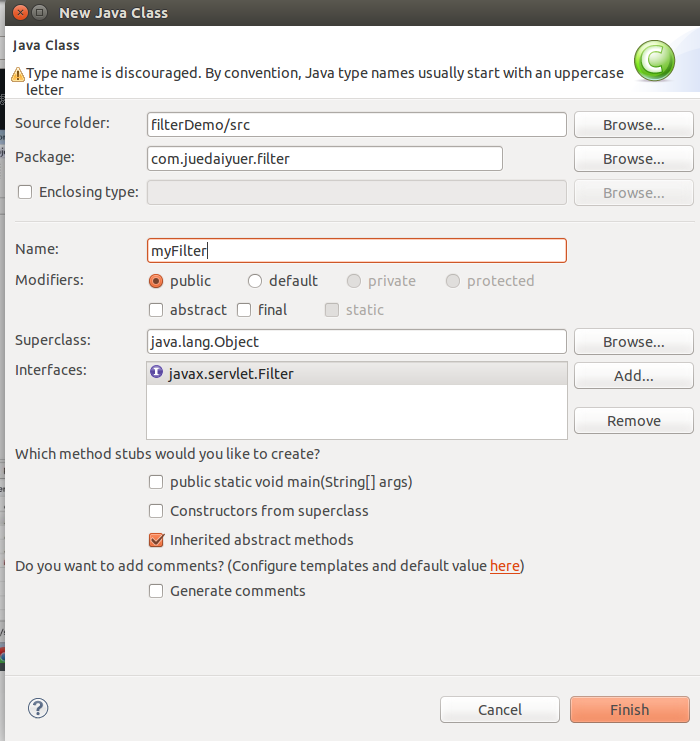 New Java Class
Java Class
Type name is discouraged. By convention, Java type names usually start with an uppercase
letter
Source folder: filterDemo/src Browse...
Package: com.juedaiyuer.filter Browse...
Enclosing type: Browse...
Name: myFilter
Modifiers: public default private protected
abstract final static
Superclass: java.lang.Object Browse...
Interfaces: javax.servlet.Filter Add...
Remove
Which method stubs would you like to create?
public static void main(String[] args)
Constructors from superclass
Inherited abstract methods
Do you want to add comments? (Configure templates and default value here)
Generate comments
Cancel Finish